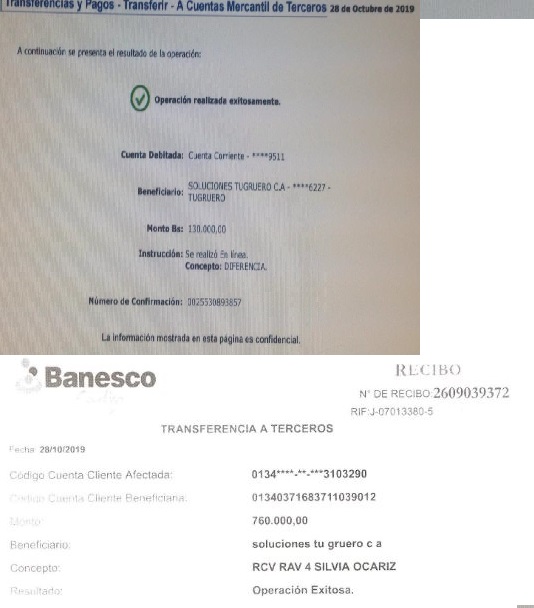 Transferencias y Pagos - Transferir - A Cuentas Mercantil de Terceros 28 de Octubre de 2019
A continuación se presenta el resultado de la operación:
Operación realizada exitosamente.
Cuenta Debitada: Cuenta Corriente - ****9511
Beneficiario: SOLUCIONES TUGRUERO C.A - ****6227 -
TUGRUERO
Monto Bs: 130.000,00
Instrucción: Se realizó En línea.
Concepto: DIFERENCIA.
Número de Confirmación: 0025530893857
La información mostrada en esta página es confidencial.
Banesco
RECIBO
N° DE RECIBO:2609039372
RIF:J-07013380-5
TRANSFERENCIA A TERCEROS
Fecha: 28/10/2019
Código Cuenta Cliente Afectada: 0134****-**-***3103290
Código Cuenta Cliente Beneficiaria: 01340371683711039012
Monto: 760.000,00
Beneficiario: soluciones tu gruero c a
Concepto: RCV RAV 4 SILVIA OCARIZ
Resultado: Operación Exitosa.